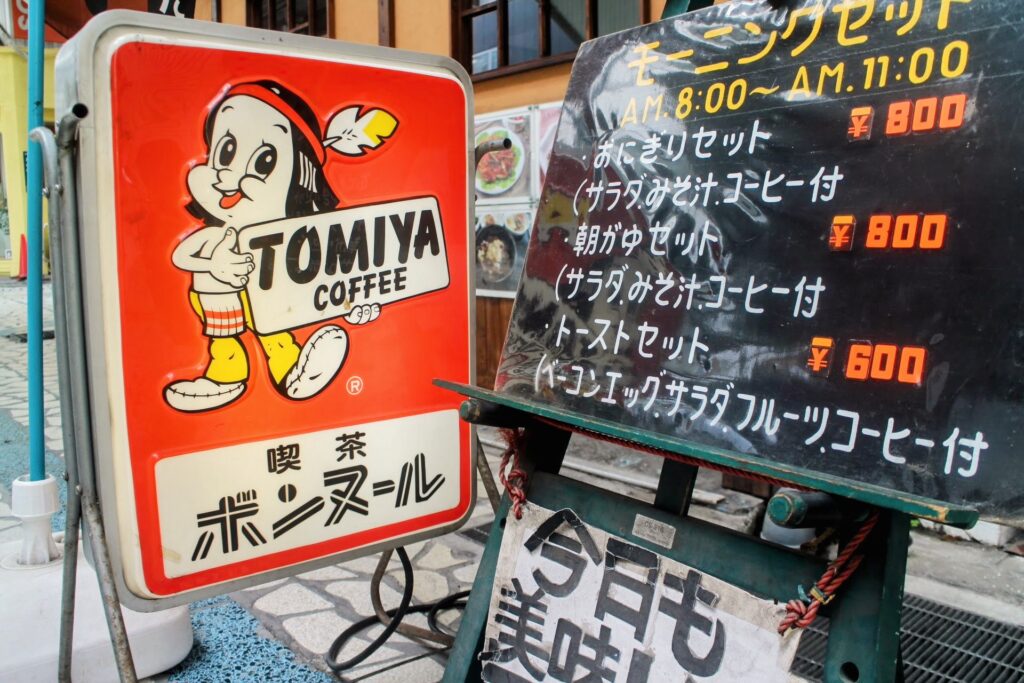 TOMIYA
COFFEE
®
喫茶
ボンヌール
モーニングセット
AM.8:00～AM.11:00
・おにぎりセット ¥800
(サラダ.みそ汁.コーヒー付
・朝がゆセット ¥800
(サラダ.みそ汁.コーヒー付
・トーストセット ¥600
(ベーコンエッグ.サラダ.フルーツ.コーヒー付
今日も
美味し